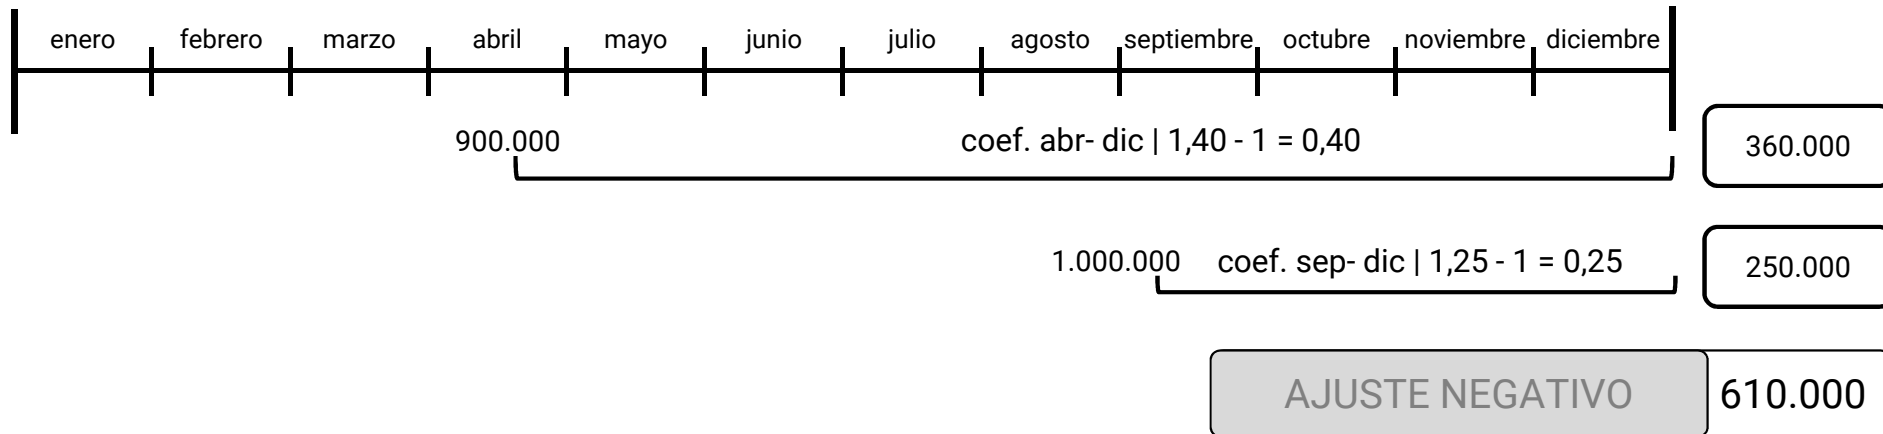 enero febrero marzo abril mayo junio julio agosto septiembre octubre noviembre diciembre
900.000 coef. abr- dic | 1,40 - 1 = 0,40 360.000
1.000.000 coef. sep- dic | 1,25 - 1 = 0,25 250.000
AJUSTE NEGATIVO 610.000